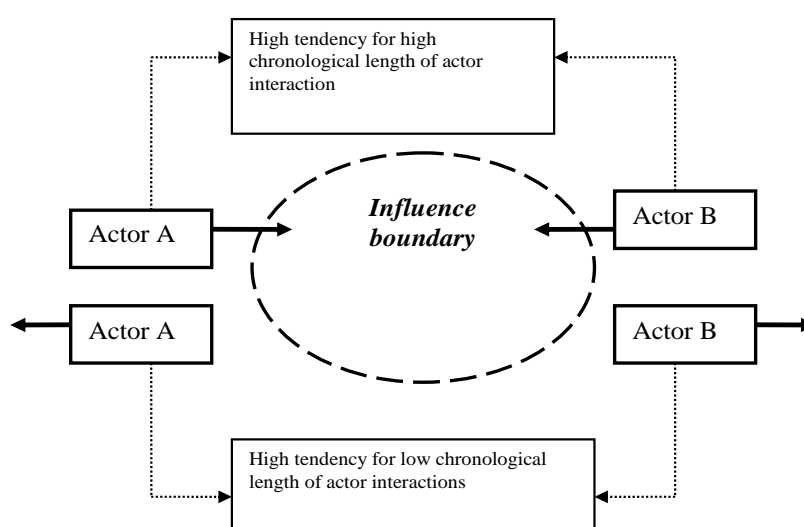 High tendency for high
chronological length of actor
interaction
Influence
boundary
Actor A
Actor B
Actor A
Actor B
High tendency for low chronological
length of actor interactions